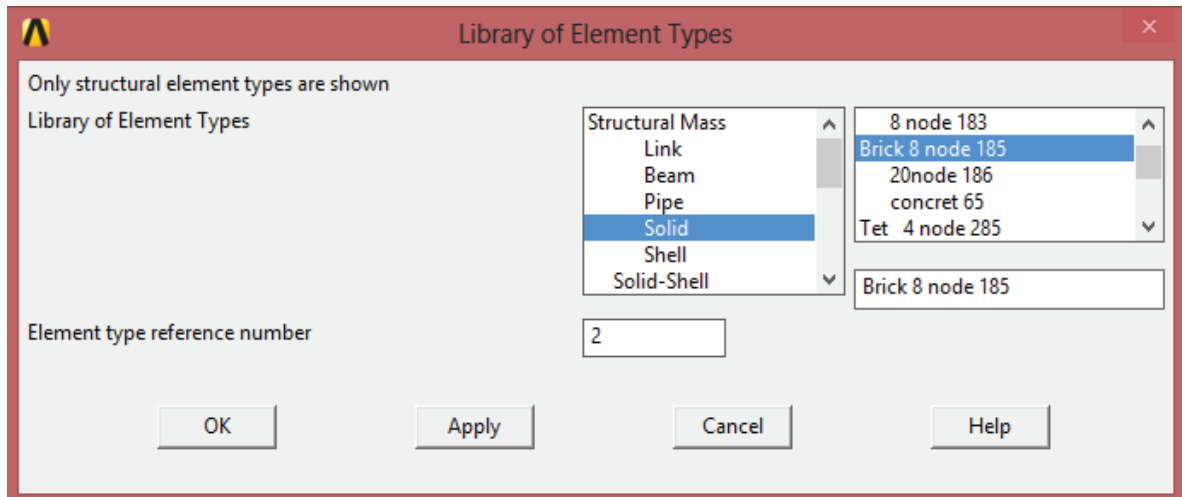 Library of Element Types
Only structural element types are shown
Library of Element Types
Structural Mass
Link
Beam
Pipe
Solid
Shell
Solid-Shell
8 node 183
Brick 8 node 185
20node 186
concret 65
Tet 4 node 285
Brick 8 node 185
Element type reference number
2
OK
Apply
Cancel
Help